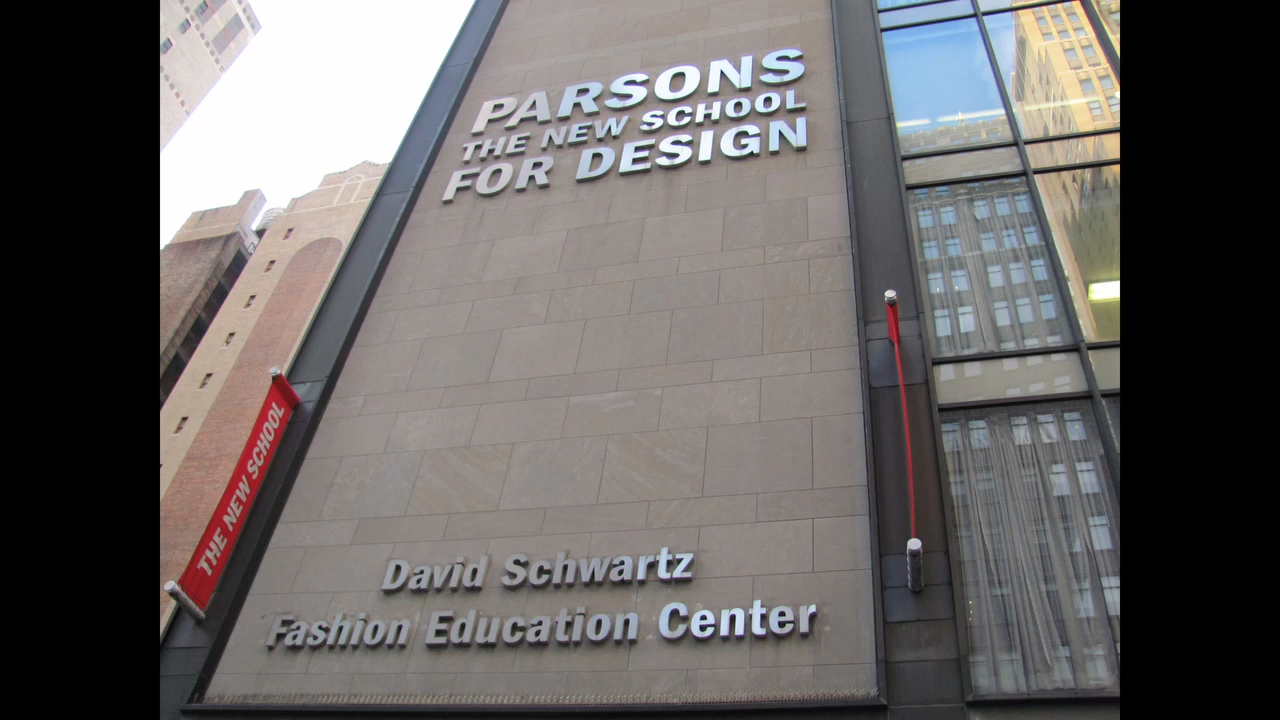 PARSONS
THE NEW SCHOOL
FOR DESIGN
THE NEW SCHOOL
David Schwartz
Fashion Education Center